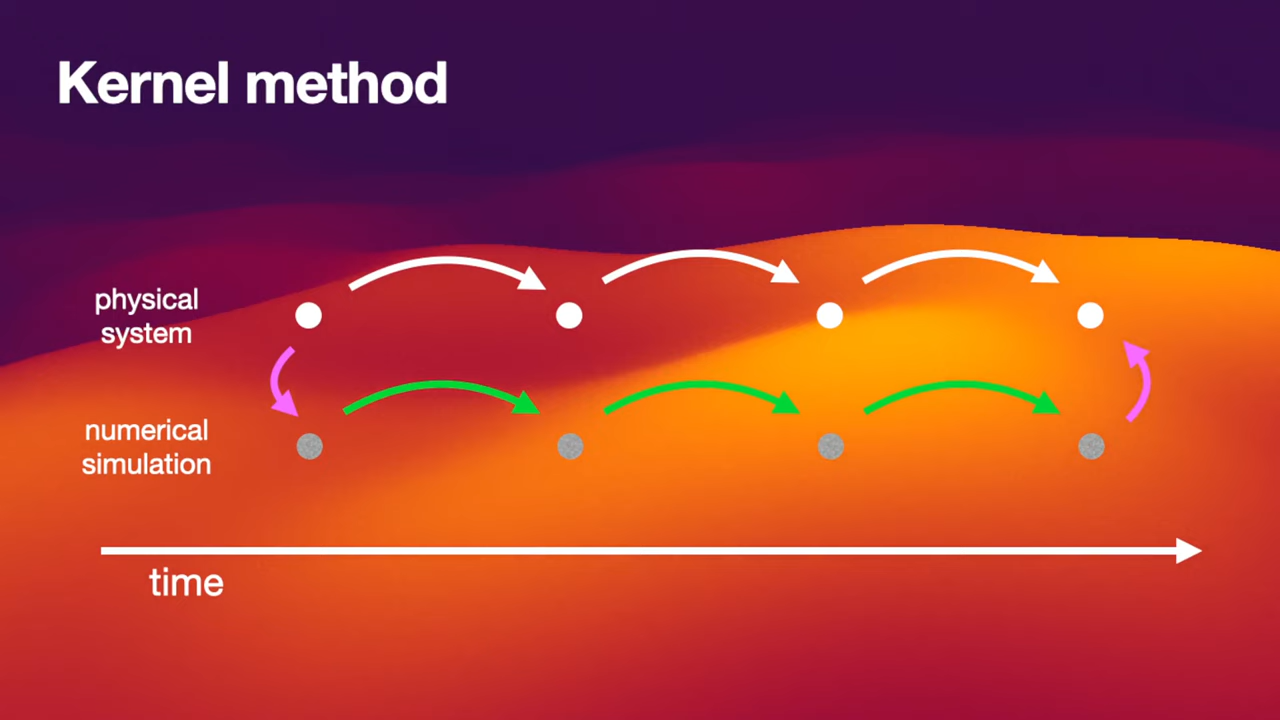 Kernel method
physical
system
numerical
simulation
time